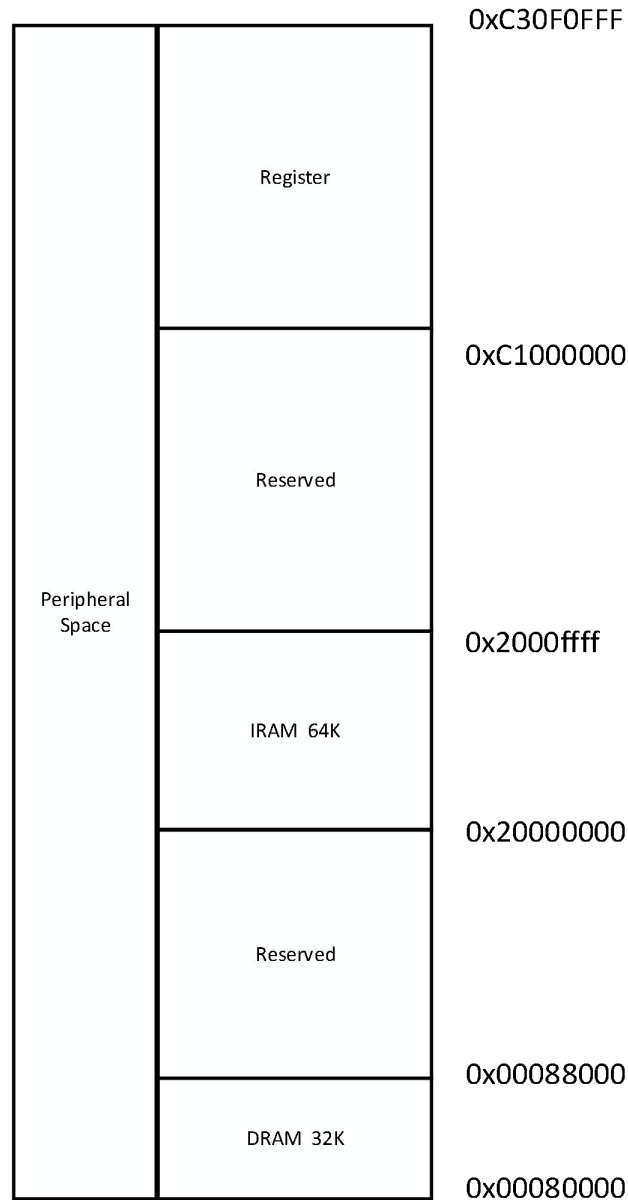 0xC30F0FFF
Register
0xC1000000
Reserved
Peripheral
Space
0x2000ffff
IRAM 64K
0x20000000
Reserved
0x00088000
DRAM 32K
0x00080000